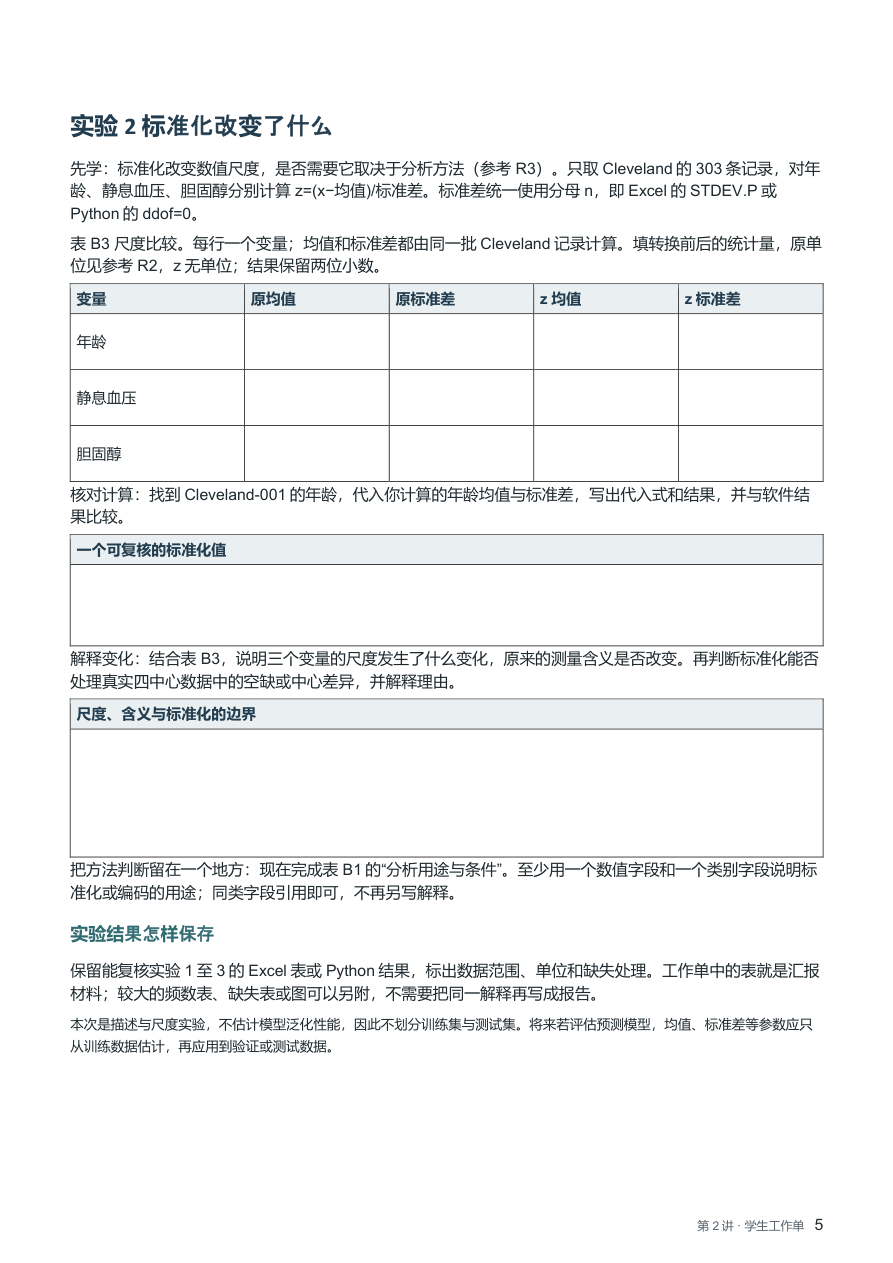 实验 2 标准化改变了什么
先学：标准化改变数值尺度，是否需要它取决于分析方法（参考 R3）。只取 Cleveland 的 303 条记录，对年
龄、静息血压、胆固醇分别计算 z=(x−均值)/标准差。标准差统一使用分母 n，即 Excel 的 STDEV.P 或
Python 的 ddof=0。
表 B3 尺度比较。每行一个变量；均值和标准差都由同一批 Cleveland 记录计算。填转换前后的统计量，原单
位见参考 R2，z 无单位；结果保留两位小数。
变量 原均值 原标准差 z 均值 z 标准差
年龄
静息血压
胆固醇
核对计算：找到 Cleveland-001 的年龄，代入你计算的年龄均值与标准差，写出代入式和结果，并与软件结
果比较。
一个可复核的标准化值
解释变化：结合表 B3，说明三个变量的尺度发生了什么变化，原来的测量含义是否改变。再判断标准化能否
处理真实四中心数据中的空缺或中心差异，并解释理由。
尺度、含义与标准化的边界
把方法判断留在一个地方：现在完成表 B1 的“分析用途与条件”。至少用一个数值字段和一个类别字段说明标
准化或编码的用途；同类字段引用即可，不再另写解释。
实验结果怎样保存
保留能复核实验 1 至 3 的 Excel 表或 Python 结果，标出数据范围、单位和缺失处理。工作单中的表就是汇报
材料；较大的频数表、缺失表或图可以另附，不需要把同一解释再写成报告。
本次是描述与尺度实验，不估计模型泛化性能，因此不划分训练集与测试集。将来若评估预测模型，均值、标准差等参数应只
从训练数据估计，再应用到验证或测试数据。
第 2 讲 · 学生工作单 5